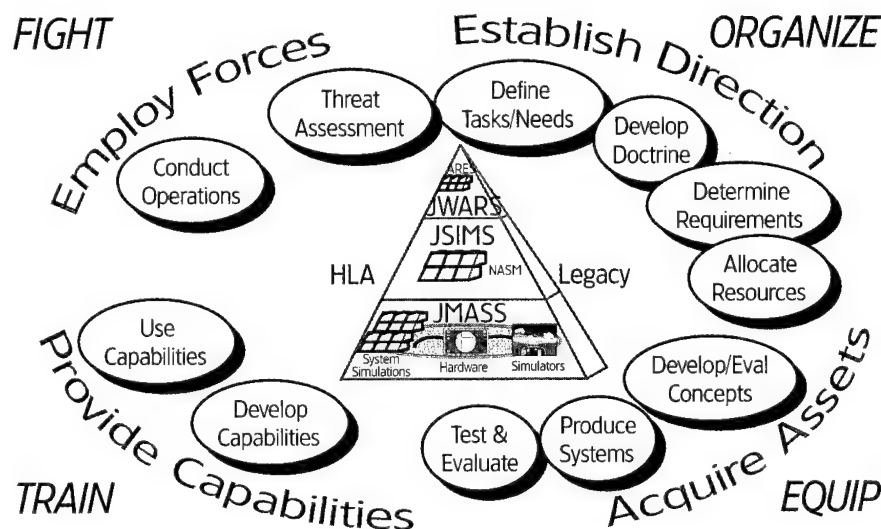 FIGHT
ORGANIZE
Employ Forces
Establish Direction
Threat
Assessment
Define
Tasks/Needs
Develop
Doctrine
Conduct
Operations
Determine
Requirements
Allocate
Resources
ARES
JWARS
JSIMS
NASM
HLA
Legacy
JMASS
System
Simulations
Hardware
Simulators
Use
Capabilities
Develop
Capabilities
Develop/Eval
Concepts
Test &
Evaluate
Produce
Systems
Provide Capabilities
Acquire Assets
TRAIN
EQUIP